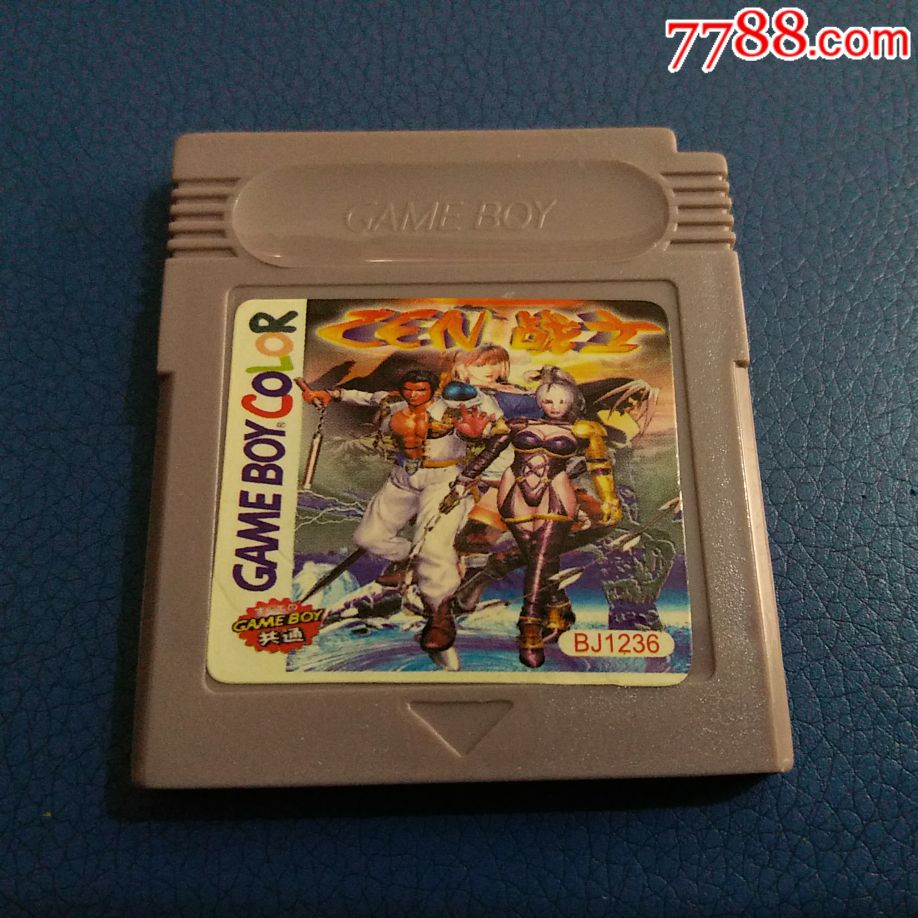 7788.com
GAME BOY
GAME BOY COLOR
ZEN 战士
GAME BOY
共通
BJ1236